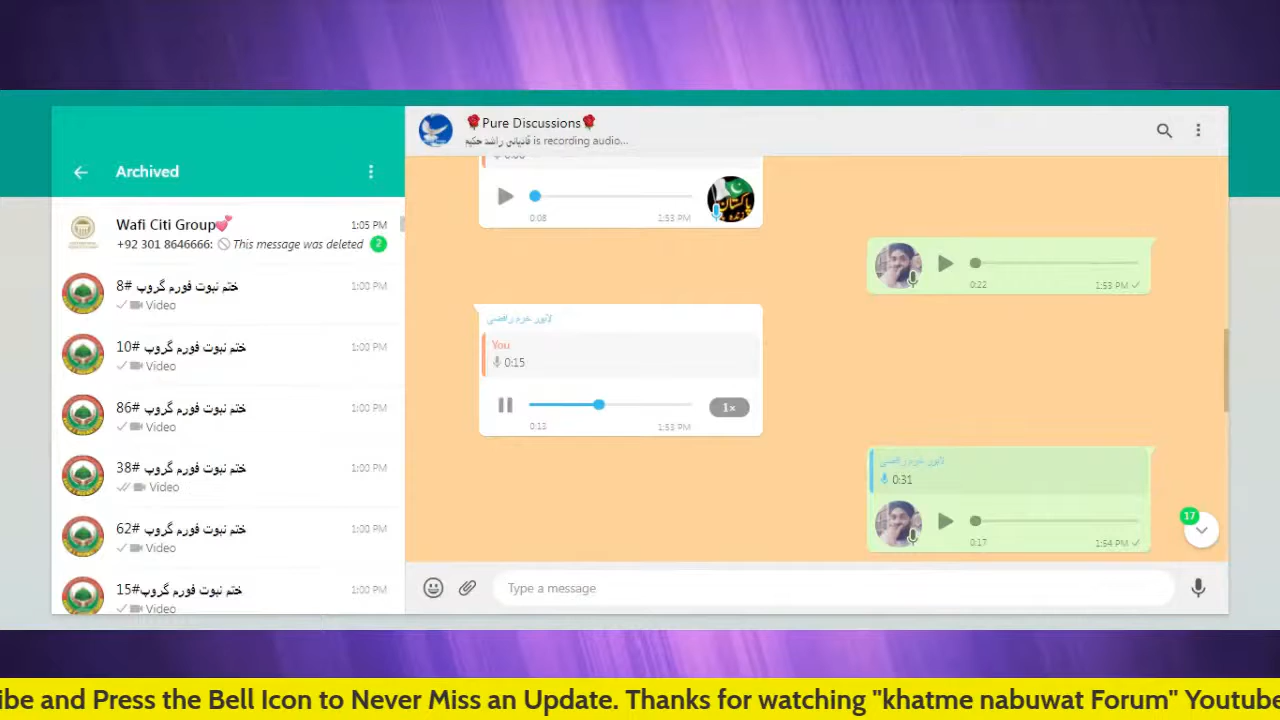 Archived
Wafi Citi Group💕
1:05 PM
+92 301 8646666: This message was deleted
2
ختم نبوت فورم گروپ #8
1:00 PM
Video
ختم نبوت فورم گروپ #10
1:00 PM
Video
ختم نبوت فورم گروپ #86
1:00 PM
Video
ختم نبوت فورم گروپ #38
1:00 PM
Video
ختم نبوت فورم گروپ #62
1:00 PM
Video
ختم نبوت فورم گروپ #15
1:00 PM
Video
🌹Pure Discussions🌹
قادیانی راشد حکیم is recording audio...
0:08
1:53 PM
0:22
1:53 PM
لاہور خرم رافضی
You
0:15
1x
0:13
1:53 PM
لاہور خرم رافضی
0:31
0:17
1:54 PM
17
Type a message
ibe and Press the Bell Icon to Never Miss an Update. Thanks for watching "khatme nabuwat Forum" Youtube